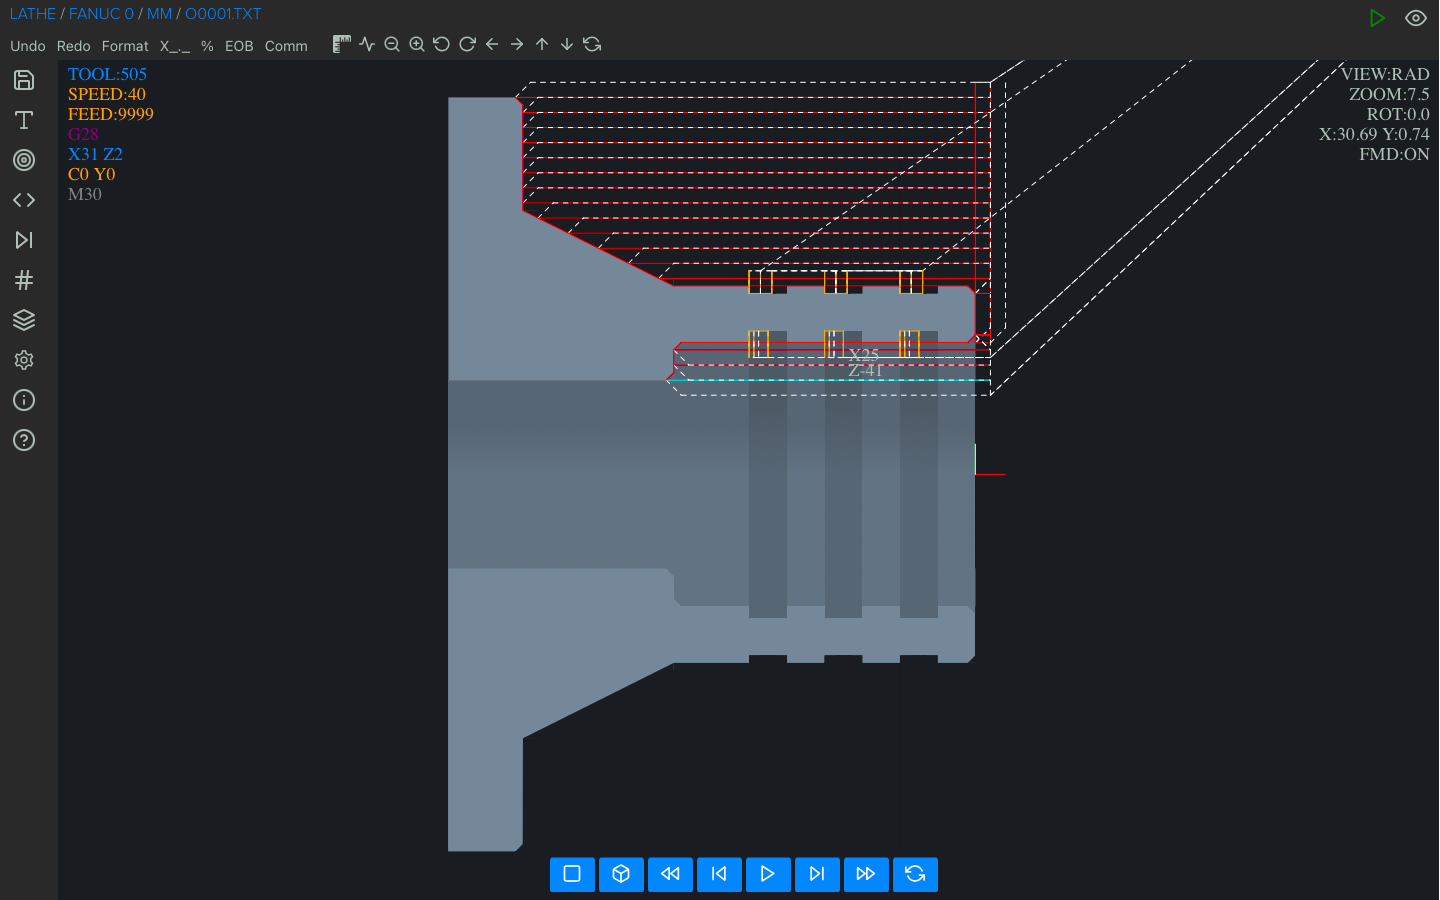 LATHE / FANUC 0 / MM / O0001.TXT
Undo Redo Format X_._ % EOB Comm
TOOL:505
SPEED:40
FEED:9999
G28
X31 Z2
C0 Y0
M30
VIEW:RAD
ZOOM:7.5
ROT:0.0
X:30.69 Y:0.74
FMD:ON
X25
Z-41